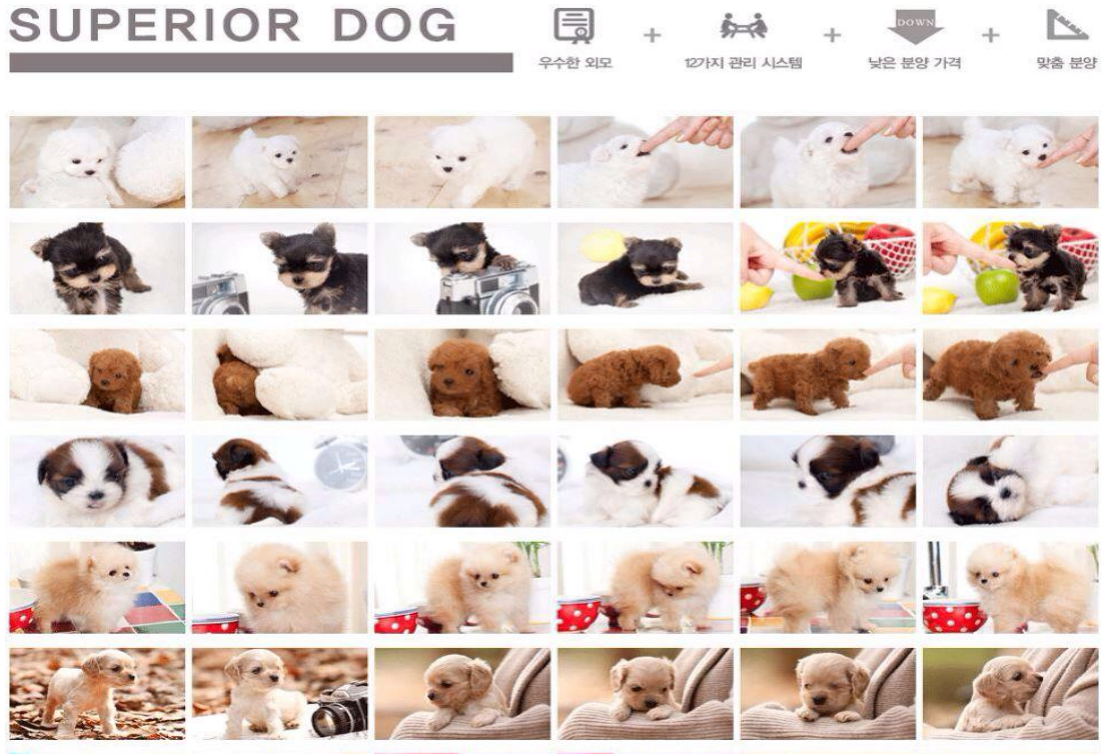 SUPERIOR DOG
DOWN
우수한 외모
+
12가지 관리 시스템
+
낮은 분양 가격
+
맞춤 분양